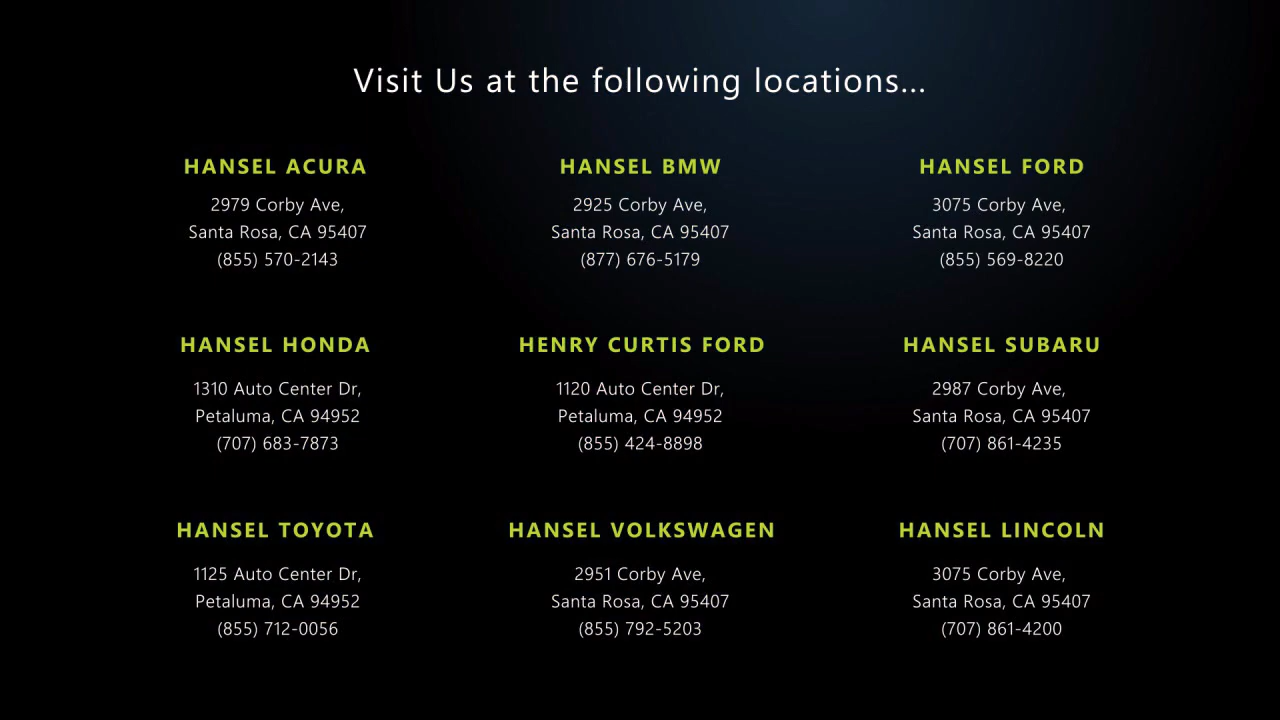 Visit Us at the following locations...
HANSEL ACURA
2979 Corby Ave,
Santa Rosa, CA 95407
(855) 570-2143
HANSEL BMW
2925 Corby Ave,
Santa Rosa, CA 95407
(877) 676-5179
HANSEL FORD
3075 Corby Ave,
Santa Rosa, CA 95407
(855) 569-8220
HANSEL HONDA
1310 Auto Center Dr,
Petaluma, CA 94952
(707) 683-7873
HENRY CURTIS FORD
1120 Auto Center Dr,
Petaluma, CA 94952
(855) 424-8898
HANSEL SUBARU
2987 Corby Ave,
Santa Rosa, CA 95407
(707) 861-4235
HANSEL TOYOTA
1125 Auto Center Dr,
Petaluma, CA 94952
(855) 712-0056
HANSEL VOLKSWAGEN
2951 Corby Ave,
Santa Rosa, CA 95407
(855) 792-5203
HANSEL LINCOLN
3075 Corby Ave,
Santa Rosa, CA 95407
(707) 861-4200